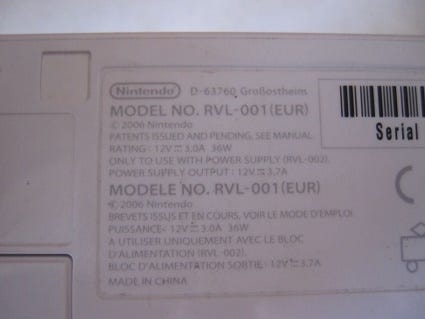 Nintendo D-63760 Großostheim
MODEL NO. RVL-001(EUR)
© 2006 Nintendo
PATENTS ISSUED AND PENDING, SEE MANUAL.
RATING : 12V⎓3.0A 36W
ONLY TO USE WITH POWER SUPPLY (RVL-002).
POWER SUPPLY OUTPUT : 12V⎓3.7A
MODELE NO. RVL-001(EUR)
© 2006 Nintendo
BREVETS ISSUS ET EN COURS, VOIR LE MODE D'EMPLOI
PUISSANCE : 12V⎓3.0A 36W
A UTILISER UNIQUEMENT AVEC LE BLOC
D'ALIMENTATION (RVL-002).
BLOC D'ALIMENTATION SORTIE : 12V⎓3.7A
MADE IN CHINA
Serial